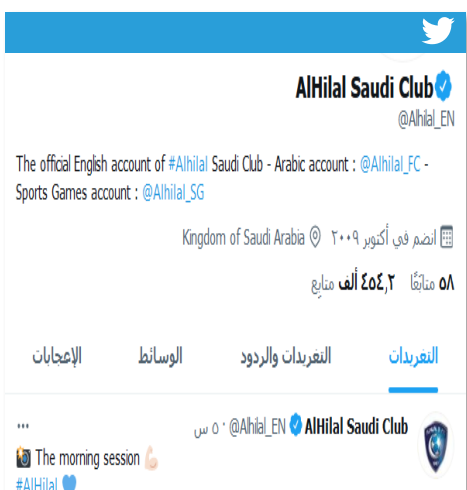 AlHilal Saudi Club
@Alhilal_EN
The official English account of #Alhilal Saudi Club - Arabic account : @Alhilal_FC -
Sports Games account : @Alhilal_SG
انضم في أكتوبر ٢٠٠٩ Kingdom of Saudi Arabia
٥٨ متابَعًا ٤٥٤٫٢ ألف متابِع
التغريدات التغريدات والردود الوسائط الإعجابات
AlHilal Saudi Club @Alhilal_EN · ٥ س
📸 The morning session 💪🏻
#AlHilal 💙